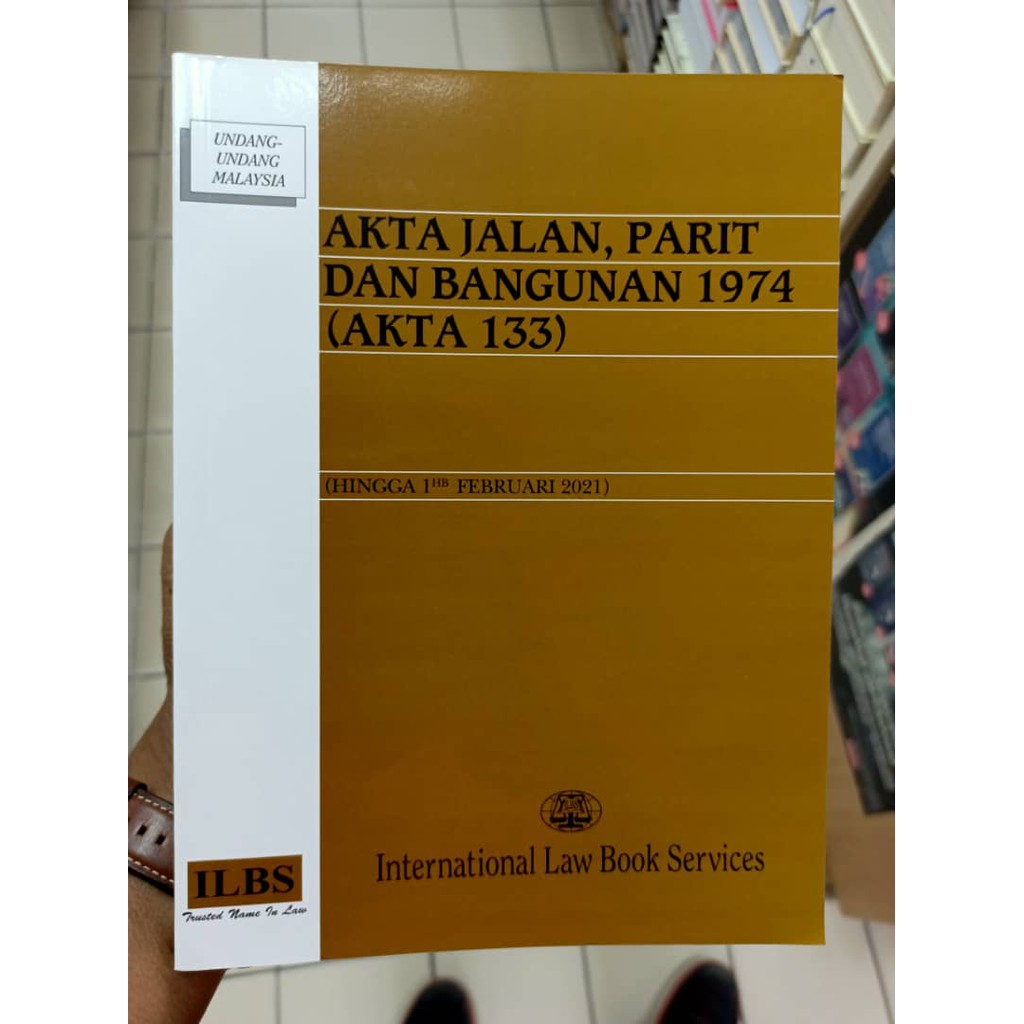 UNDANG-
UNDANG
MALAYSIA
AKTA JALAN, PARIT
DAN BANGUNAN 1974
(AKTA 133)
(HINGGA 1HB FEBRUARI 2021)
International Law Book Services
ILBS
Trusted Name In Law